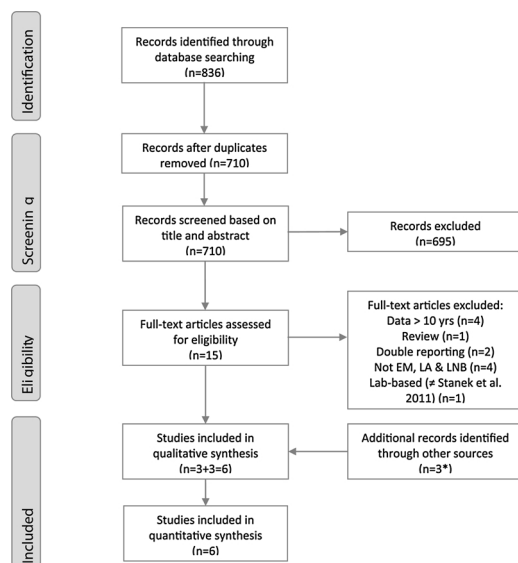 Identification
Records identified through
database searching
(n=836)
Records after duplicates
removed (n=710)
Screenin g
Records screened based on
title and abstract
(n=710)
Records excluded
(n=695)
Eli gibility
Full-text articles assessed
for eligibility
(n=15)
Full-text articles excluded:
Data > 10 yrs (n=4)
Review (n=1)
Double reporting (n=2)
Not EM, LA & LNB (n=4)
Lab-based (≠ Stanek et al.
2011) (n=1)
Included
Studies included in
qualitative synthesis
(n=3+3=6)
Additional records identified
through other sources
(n=3*)
Studies included in
quantitative synthesis
(n=6)